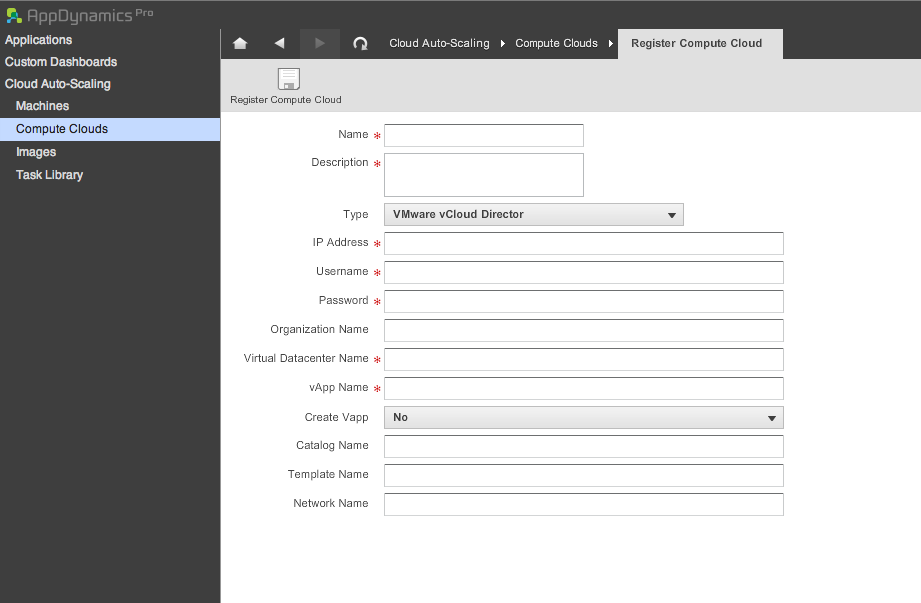 AppDynamics Pro
Applications
Custom Dashboards
Cloud Auto-Scaling
Machines
Compute Clouds
Images
Task Library
Cloud Auto-Scaling Compute Clouds Register Compute Cloud
Register Compute Cloud
Name *
Description *
Type VMware vCloud Director
IP Address *
Username *
Password *
Organization Name
Virtual Datacenter Name *
vApp Name *
Create Vapp No
Catalog Name
Template Name
Network Name